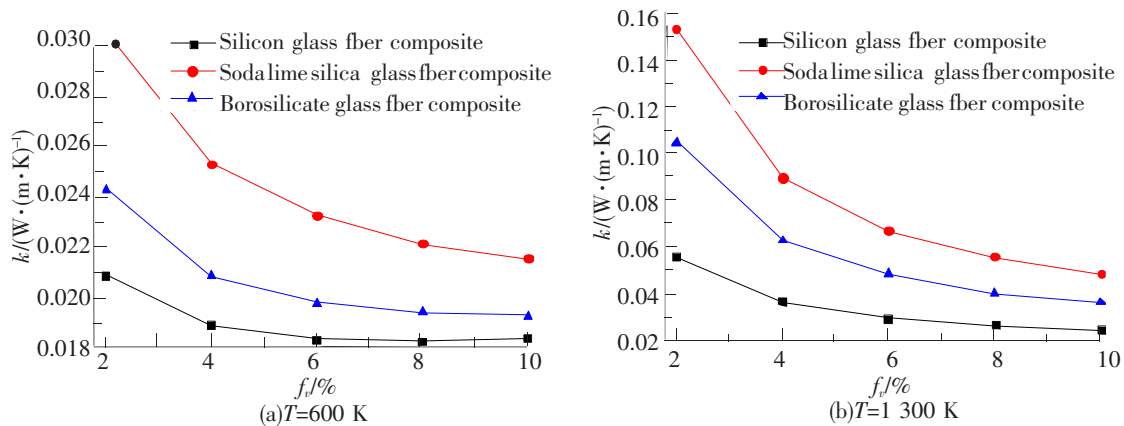 0.030
0.028
0.026
0.024
0.022
0.020
0.018
k/(W·(m·K)⁻¹)
Silicon glass fber composite
Soda lime silica glass fber composite
Borosilicate glass fber composite
2 4 6 8 10
f_v/%
(a)T=600 K
0.16
0.14
0.12
0.10
0.08
0.06
0.04
0.02
k/(W·(m·K)⁻¹)
Silicon glass fber composite
Soda lime silica glass fber composite
Borosilicate glass fber composite
2 4 6 8 10
f_v/%
(b)T=1 300 K